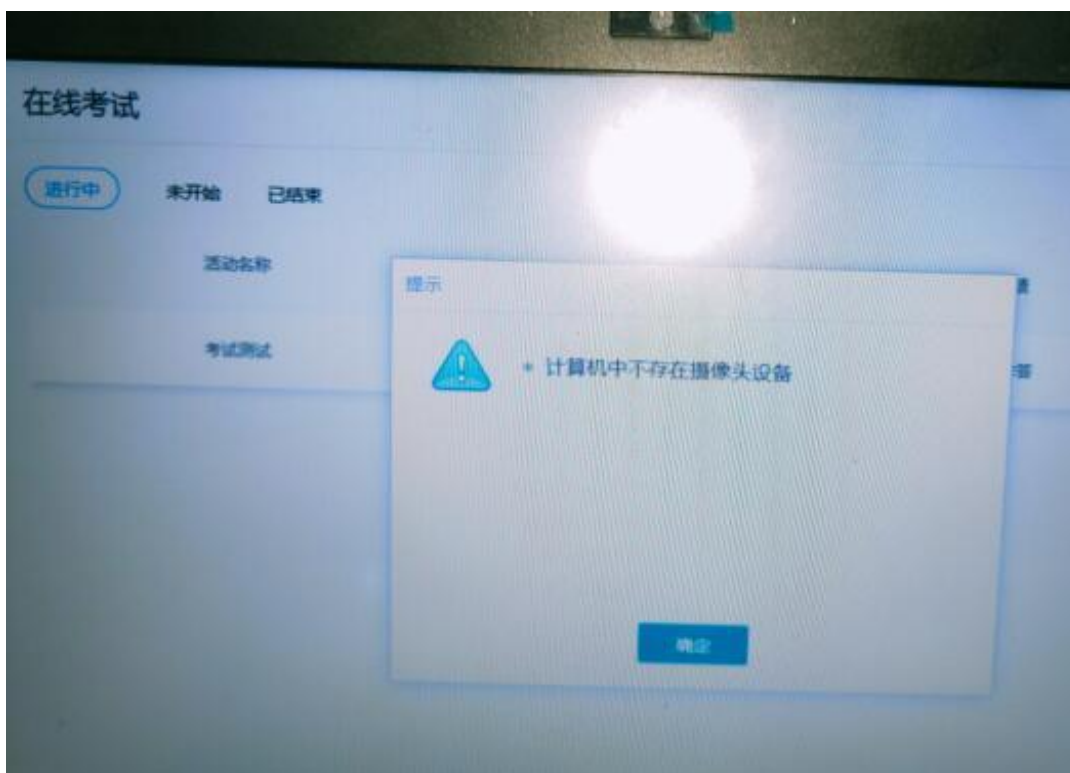 在线考试
进行中 未开始 已结束
活动名称
提示
考试测试
* 计算机中不存在摄像头设备
确定